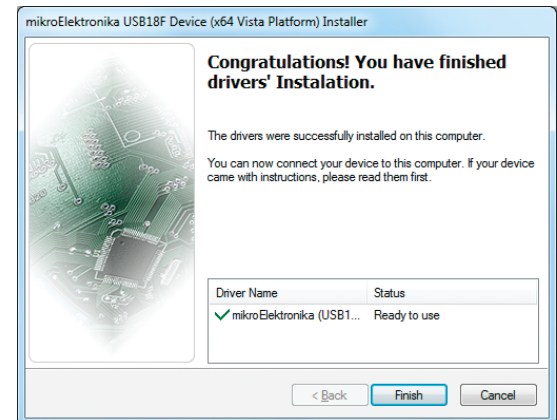 mikroElektronika USB18F Device (x64 Vista Platform) Installer
Congratulations! You have finished
drivers' Instalation.
The drivers were successfully installed on this computer.
You can now connect your device to this computer. If your device
came with instructions, please read them first.
Driver Name Status
mikroElektronika (USB1... Ready to use
< Back Finish Cancel